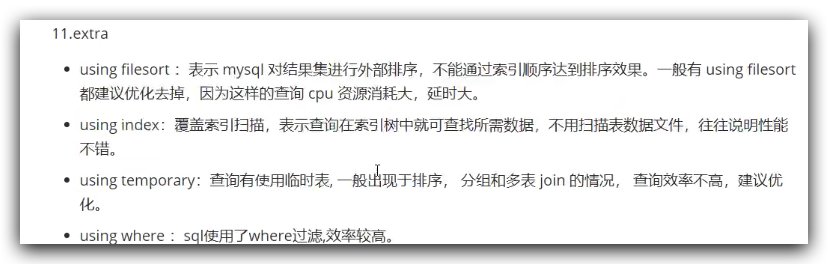 11.extra
• using filesort ：表示 mysql 对结果集进行外部排序，不能通过索引顺序达到排序效果。一般有 using filesort
都建议优化去掉，因为这样的查询 cpu 资源消耗大，延时大。
• using index：覆盖索引扫描，表示查询在索引树中就可查找所需数据，不用扫描表数据文件，往往说明性能
不错。
• using temporary：查询有使用临时表, 一般出现于排序， 分组和多表 join 的情况， 查询效率不高，建议优
化。
• using where ：sql使用了where过滤,效率较高。